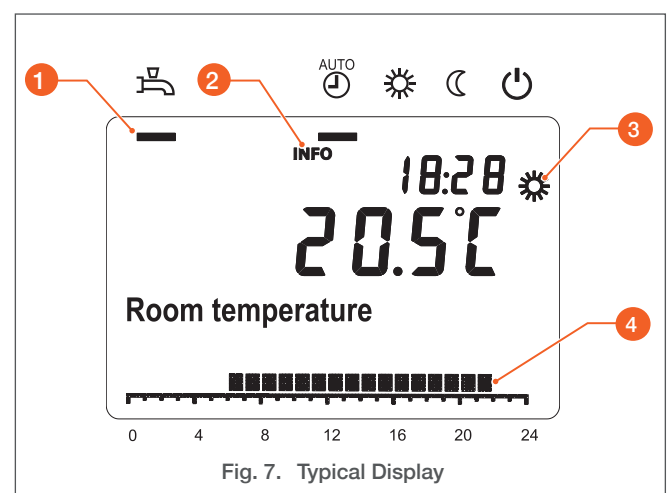 AUTO
1
2
3
INFO
18:28
20.5°C
Room temperature
4
0 4 8 12 16 20 24
Fig. 7. Typical Display